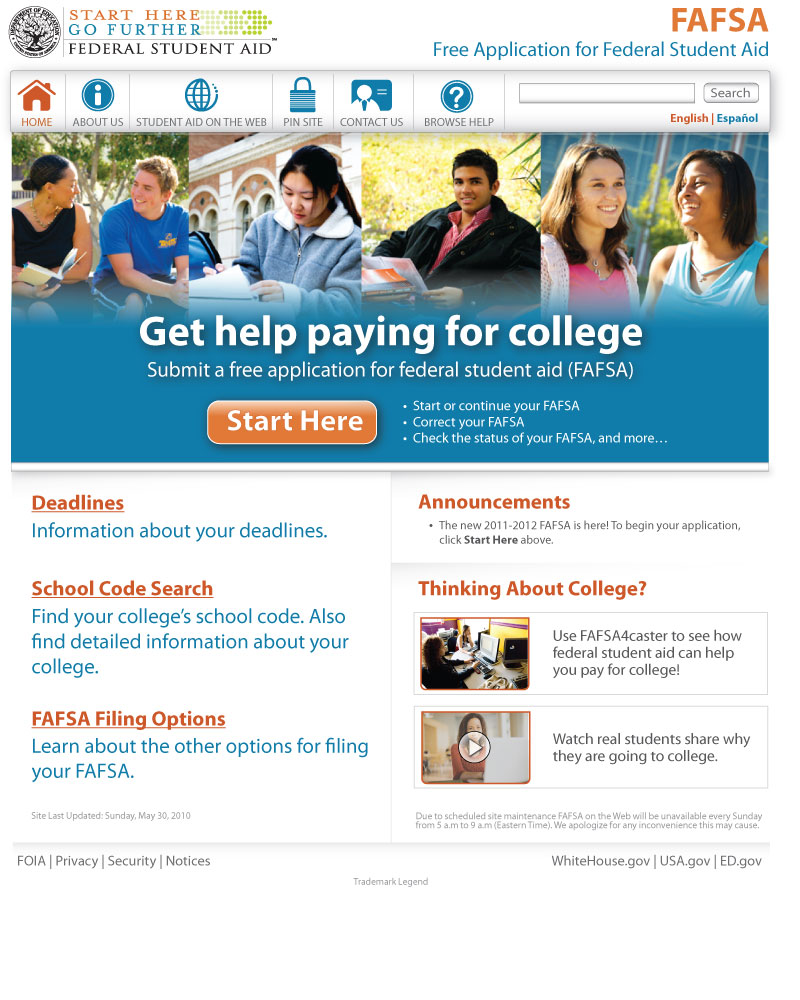 START HERE
GO FURTHER
FEDERAL STUDENT AID™
FAFSA
Free Application for Federal Student Aid
HOME
ABOUT US
STUDENT AID ON THE WEB
PIN SITE
CONTACT US
BROWSE HELP
Search
English | Español
Get help paying for college
Submit a free application for federal student aid (FAFSA)
Start Here
• Start or continue your FAFSA
• Correct your FAFSA
• Check the status of your FAFSA, and more…
Deadlines
Information about your deadlines.
School Code Search
Find your college’s school code. Also
find detailed information about your
college.
FAFSA Filing Options
Learn about the other options for filing
your FAFSA.
Site Last Updated: Sunday, May 30, 2010
Announcements
• The new 2011-2012 FAFSA is here! To begin your application,
click Start Here above.
Thinking About College?
Use FAFSA4caster to see how
federal student aid can help
you pay for college!
Watch real students share why
they are going to college.
Due to scheduled site maintenance FAFSA on the Web will be unavailable every Sunday
from 5 a.m to 9 a.m (Eastern Time). We apologize for any inconvenience this may cause.
FOIA | Privacy | Security | Notices
WhiteHouse.gov | USA.gov | ED.gov
Trademark Legend